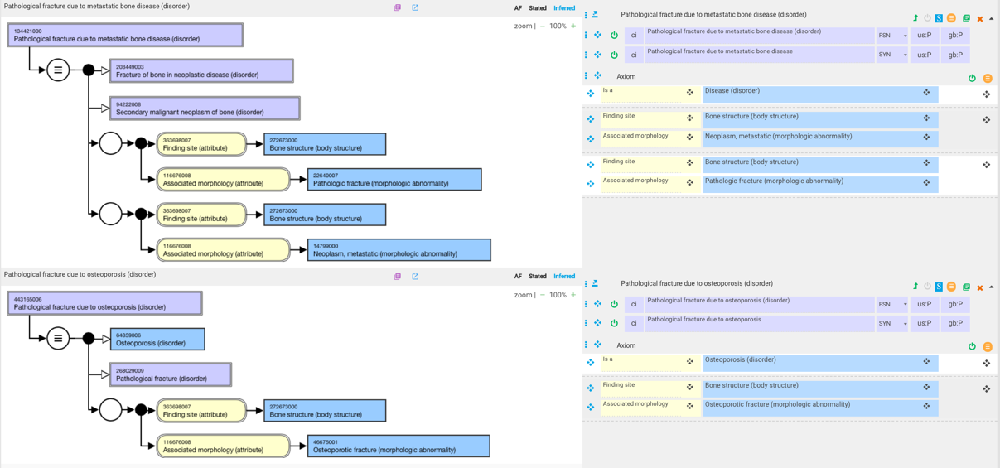 Pathological fracture due to metastatic bone disease (disorder)
AF Stated Inferred
zoom | – 100% +
134421000
Pathological fracture due to metastatic bone disease (disorder)
203449003
Fracture of bone in neoplastic disease (disorder)
94222008
Secondary malignant neoplasm of bone (disorder)
363698007
Finding site (attribute)
272673000
Bone structure (body structure)
116676008
Associated morphology (attribute)
22640007
Pathologic fracture (morphologic abnormality)
363698007
Finding site (attribute)
272673000
Bone structure (body structure)
116676008
Associated morphology (attribute)
14799000
Neoplasm, metastatic (morphologic abnormality)
Pathological fracture due to metastatic bone disease (disorder)
S
ci Pathological fracture due to metastatic bone disease (disorder) FSN us:P gb:P
ci Pathological fracture due to metastatic bone disease SYN us:P gb:P
Axiom
Is a Disease (disorder)
Finding site Bone structure (body structure)
Associated morphology Neoplasm, metastatic (morphologic abnormality)
Finding site Bone structure (body structure)
Associated morphology Pathologic fracture (morphologic abnormality)
Pathological fracture due to osteoporosis (disorder)
AF Stated Inferred
zoom | – 100% +
443165006
Pathological fracture due to osteoporosis (disorder)
64859006
Osteoporosis (disorder)
268029009
Pathological fracture (disorder)
363698007
Finding site (attribute)
272673000
Bone structure (body structure)
116676008
Associated morphology (attribute)
46675001
Osteoporotic fracture (morphologic abnormality)
Pathological fracture due to osteoporosis (disorder)
S
ci Pathological fracture due to osteoporosis (disorder) FSN us:P gb:P
ci Pathological fracture due to osteoporosis SYN us:P gb:P
Axiom
Is a Osteoporosis (disorder)
Finding site Bone structure (body structure)
Associated morphology Osteoporotic fracture (morphologic abnormality)